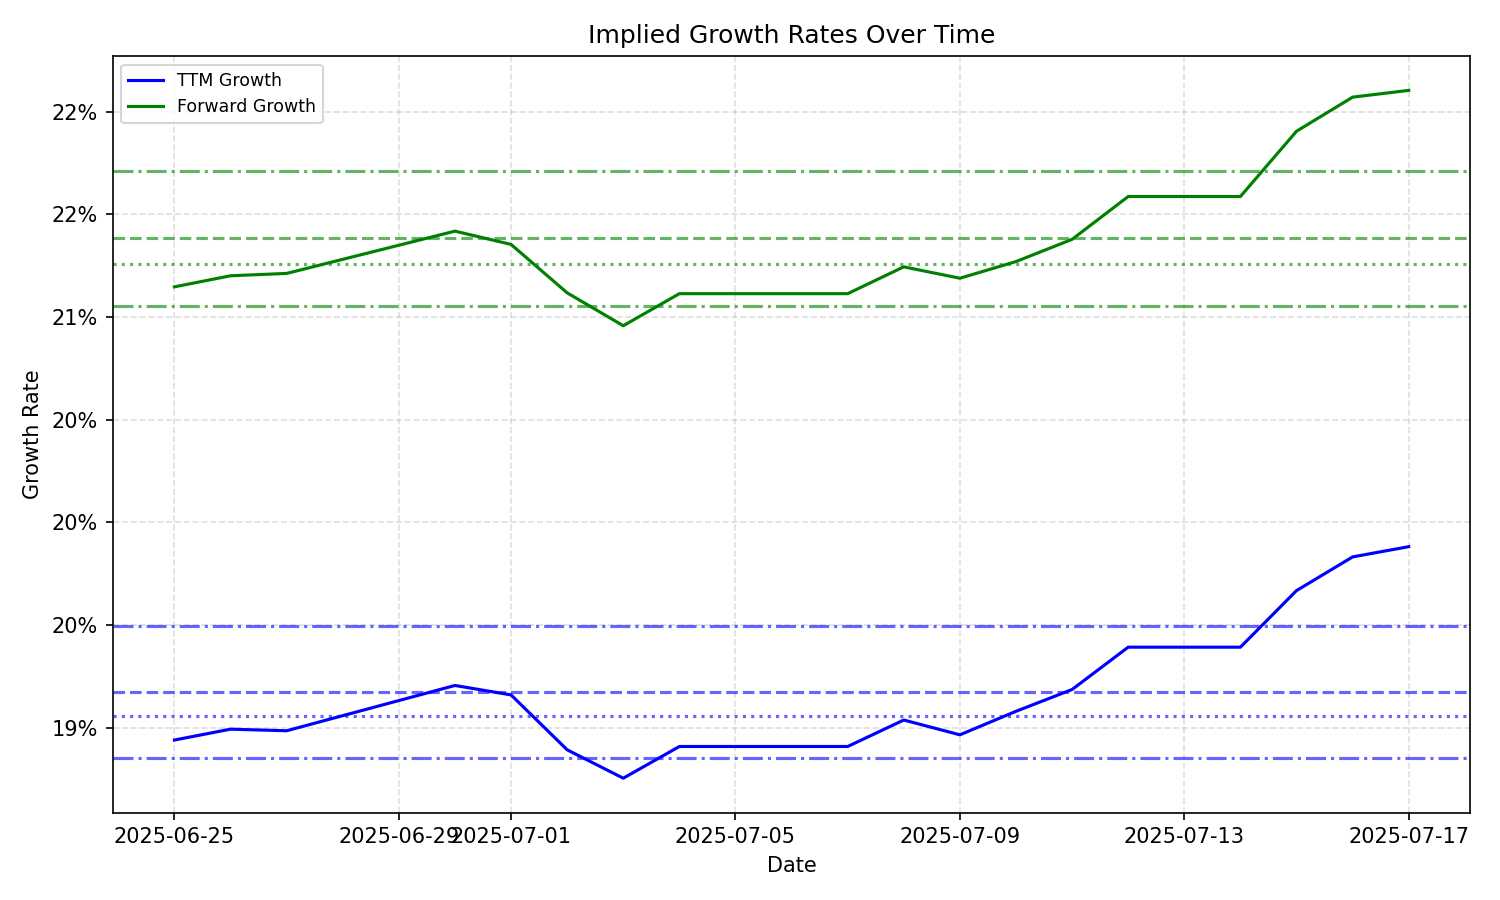 Implied Growth Rates Over Time
TTM Growth
Forward Growth
22%
22%
21%
20%
20%
20%
19%
Growth Rate
2025-06-25
2025-06-29
2025-07-01
2025-07-05
2025-07-09
2025-07-13
2025-07-17
Date